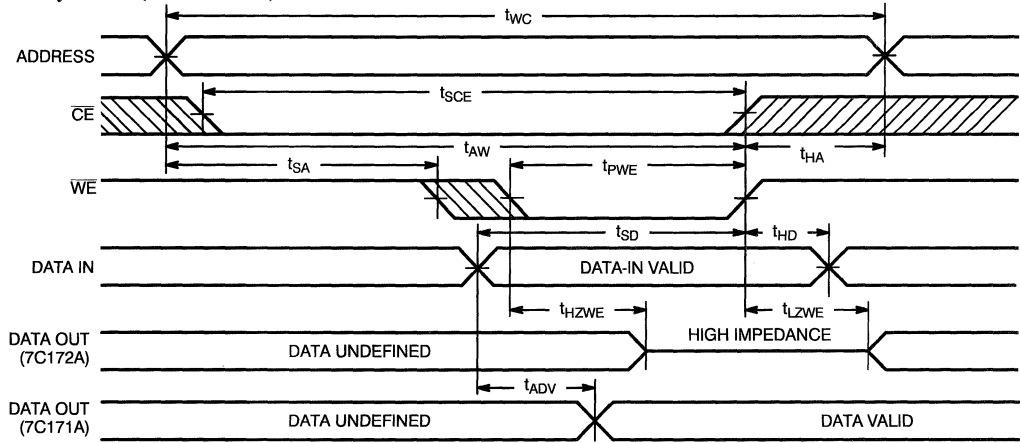 tWC
ADDRESS
tSCE
CE
tAW
tHA
tSA
tPWE
WE
tSD
tHD
DATA IN
DATA-IN VALID
tHZWE
tLZWE
DATA OUT
(7C172A)
DATA UNDEFINED
HIGH IMPEDANCE
tADV
DATA OUT
(7C171A)
DATA UNDEFINED
DATA VALID